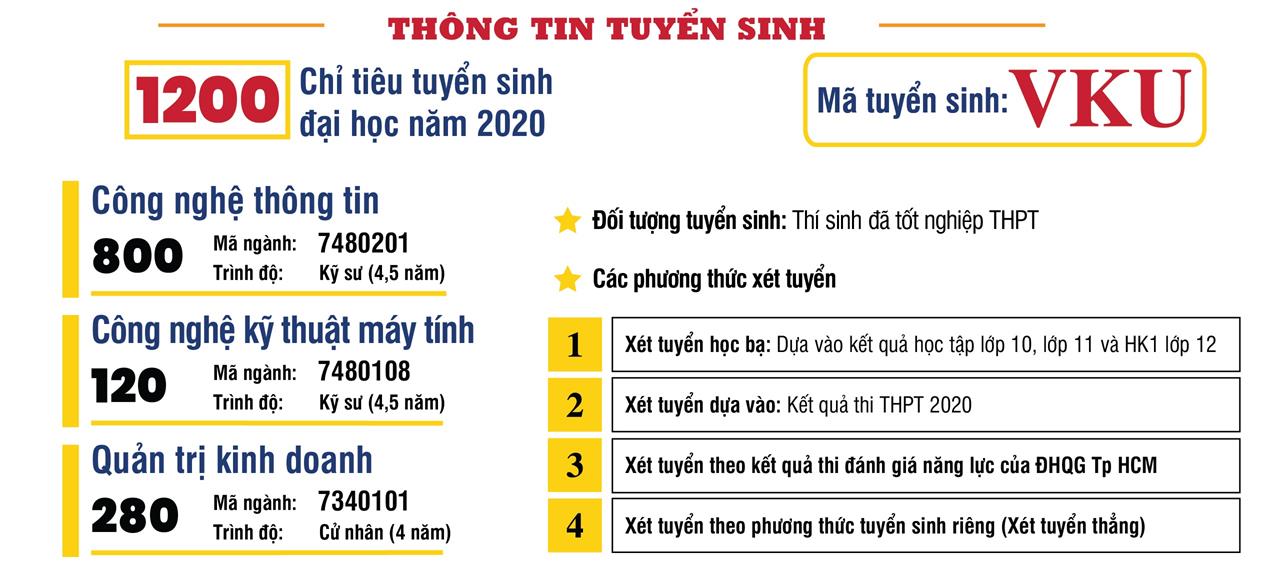 THÔNG TIN TUYỂN SINH
1200
Chỉ tiêu tuyển sinh
đại học năm 2020
Mã tuyển sinh: VKU
Công nghệ thông tin
800
Mã ngành: 7480201
Trình độ: Kỹ sư (4,5 năm)
Công nghệ kỹ thuật máy tính
120
Mã ngành: 7480108
Trình độ: Kỹ sư (4,5 năm)
Quản trị kinh doanh
280
Mã ngành: 7340101
Trình độ: Cử nhân (4 năm)
Đối tượng tuyển sinh: Thí sinh đã tốt nghiệp THPT
Các phương thức xét tuyển
1 Xét tuyển học bạ: Dựa vào kết quả học tập lớp 10, lớp 11 và HK1 lớp 12
2 Xét tuyển dựa vào: Kết quả thi THPT 2020
3 Xét tuyển theo kết quả thi đánh giá năng lực của ĐHQG Tp HCM
4 Xét tuyển theo phương thức tuyển sinh riêng (Xét tuyển thẳng)